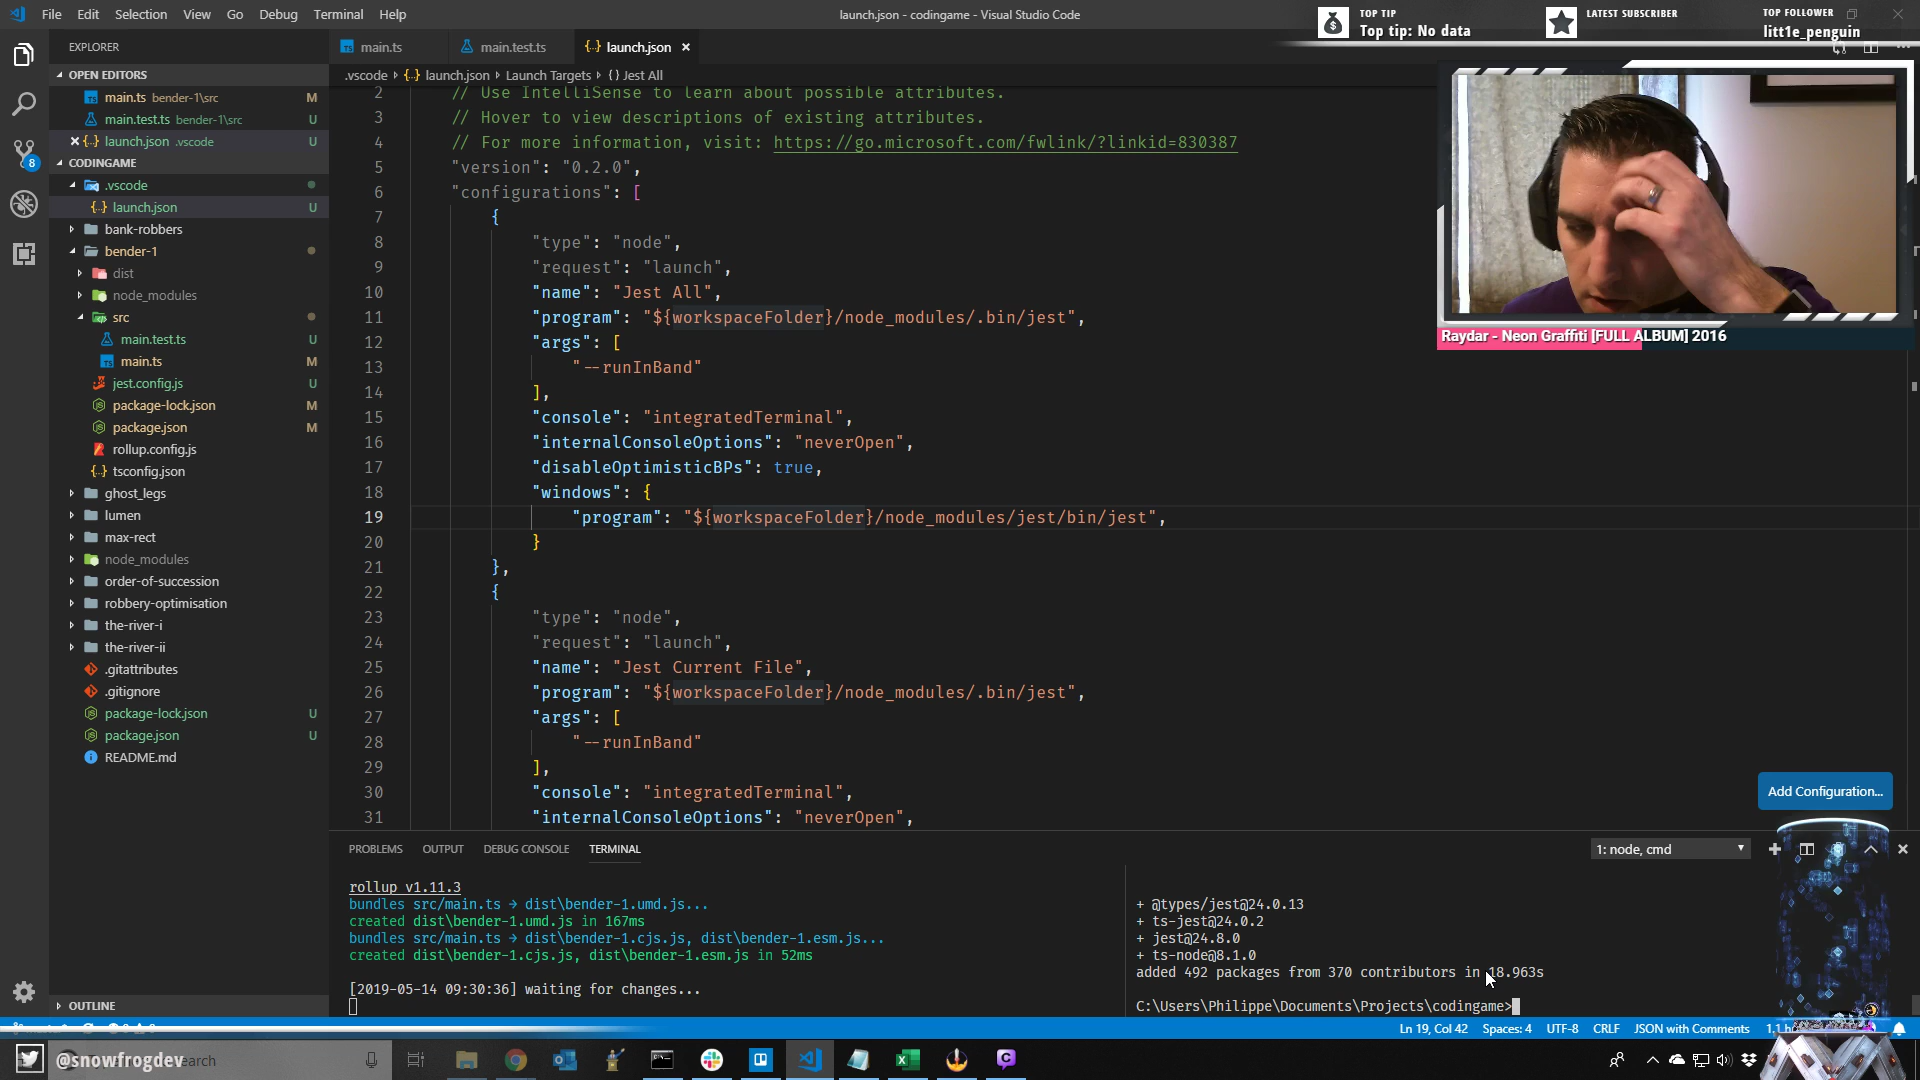 File Edit Selection View Go Debug Terminal Help
launch.json - codingame - Visual Studio Code
TOP TIP
Top tip: No data
LATEST SUBSCRIBER
TOP FOLLOWER
litt1e_penguin
EXPLORER
main.ts
main.test.ts
launch.json
OPEN EDITORS
main.ts bender-1\src M
main.test.ts bender-1\src U
launch.json .vscode U
CODINGAME
.vscode
launch.json U
bank-robbers
bender-1
dist
node_modules
src
main.test.ts U
main.ts M
jest.config.js U
package-lock.json M
package.json M
rollup.config.js
tsconfig.json
ghost_legs
lumen
max-rect
node_modules
order-of-succession
robbery-optimisation
the-river-i
the-river-ii
.gitattributes
.gitignore
package-lock.json U
package.json U
README.md
OUTLINE
8
.vscode launch.json Launch Targets {} Jest All
2 // Use IntelliSense to learn about possible attributes.
3 // Hover to view descriptions of existing attributes.
4 // For more information, visit: https://go.microsoft.com/fwlink/?linkid=830387
5 "version": "0.2.0",
6 "configurations": [
7 {
8 "type": "node",
9 "request": "launch",
10 "name": "Jest All",
11 "program": "${workspaceFolder}/node_modules/.bin/jest",
12 "args": [
13 "--runInBand"
14 ],
15 "console": "integratedTerminal",
16 "internalConsoleOptions": "neverOpen",
17 "disableOptimisticBPs": true,
18 "windows": {
19 "program": "${workspaceFolder}/node_modules/jest/bin/jest",
20 }
21 },
22 {
23 "type": "node",
24 "request": "launch",
25 "name": "Jest Current File",
26 "program": "${workspaceFolder}/node_modules/.bin/jest",
27 "args": [
28 "--runInBand"
29 ],
30 "console": "integratedTerminal",
31 "internalConsoleOptions": "neverOpen",
Raydar - Neon Graffiti [FULL ALBUM] 2016
Add Configuration...
PROBLEMS OUTPUT DEBUG CONSOLE TERMINAL
1: node, cmd
rollup v1.11.3
bundles src/main.ts → dist\bender-1.umd.js...
created dist\bender-1.umd.js in 167ms
bundles src/main.ts → dist\bender-1.cjs.js, dist\bender-1.esm.js...
created dist\bender-1.cjs.js, dist\bender-1.esm.js in 52ms
[2019-05-14 09:30:36] waiting for changes...
+ @types/jest@24.0.13
+ ts-jest@24.0.2
+ jest@24.8.0
+ ts-node@8.1.0
added 492 packages from 370 contributors in 18.963s
C:\Users\Philippe\Documents\Projects\codingame>
Ln 19, Col 42 Spaces: 4 UTF-8 CRLF JSON with Comments
@snowfrogdev